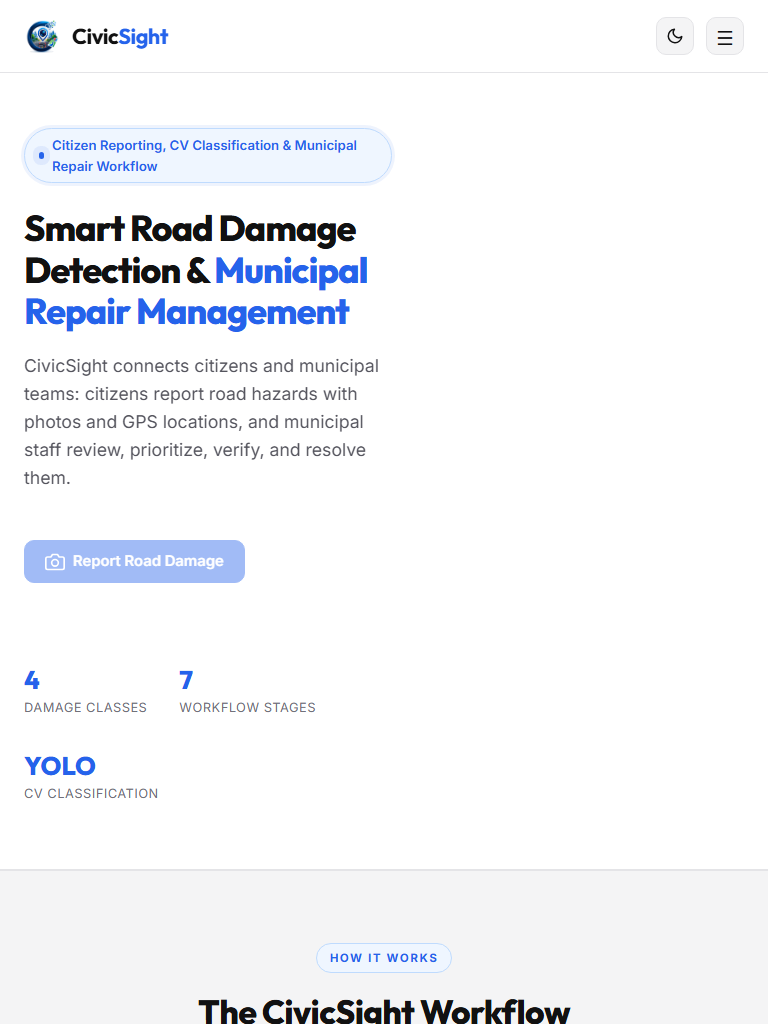 CivicSight
Citizen Reporting, CV Classification & Municipal
Repair Workflow
Smart Road Damage
Detection & Municipal
Repair Management
CivicSight connects citizens and municipal
teams: citizens report road hazards with
photos and GPS locations, and municipal
staff review, prioritize, verify, and resolve
them.
Report Road Damage
4
DAMAGE CLASSES
7
WORKFLOW STAGES
YOLO
CV CLASSIFICATION
HOW IT WORKS
The CivicSight Workflow